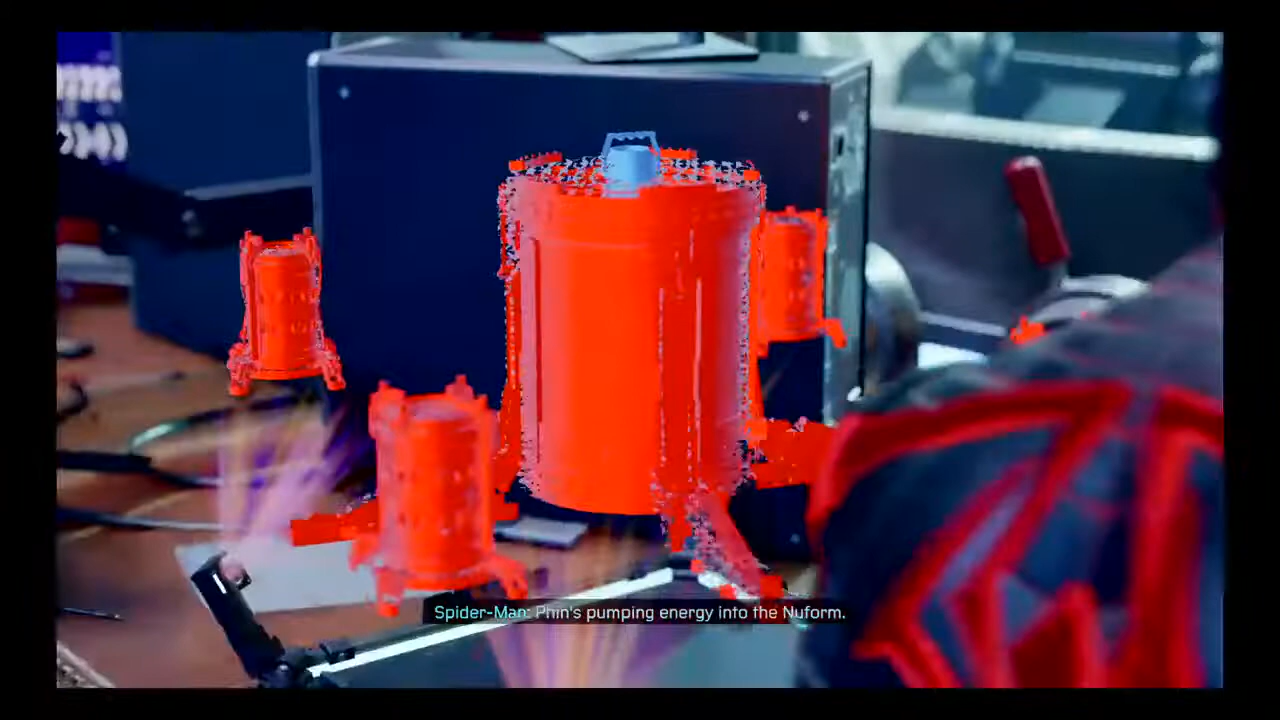 Spider-Man: Phin's pumping energy into the Nuform.